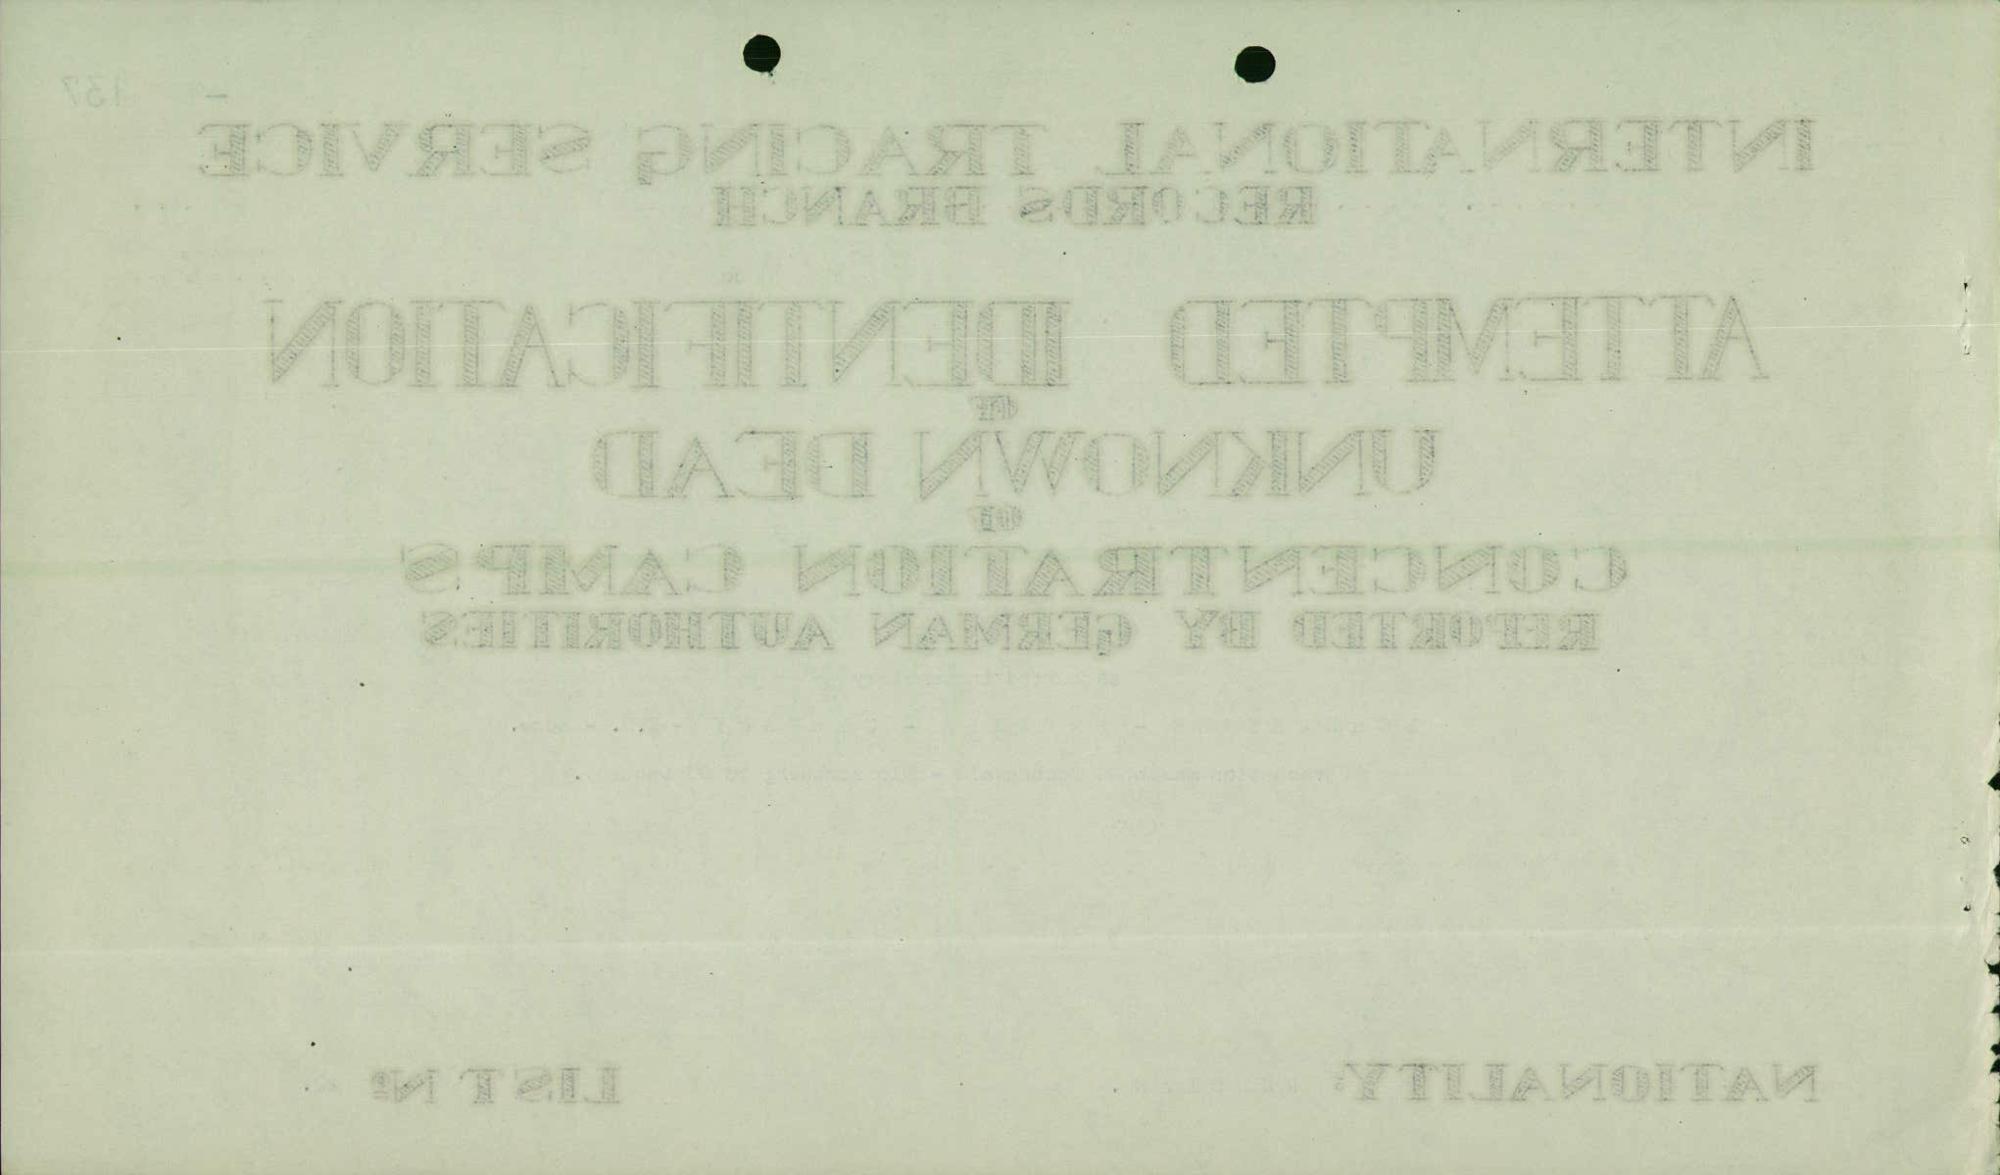 137
INTERNATIONAL TRACING SERVICE
RECORDS BRANCH
ATTEMPTED IDENTIFICATION
OF
UNKNOWN DEAD
OF
CONCENTRATION CAMPS
REPORTED BY GERMAN AUTHORITIES
NATIONALITY: LIST Nº